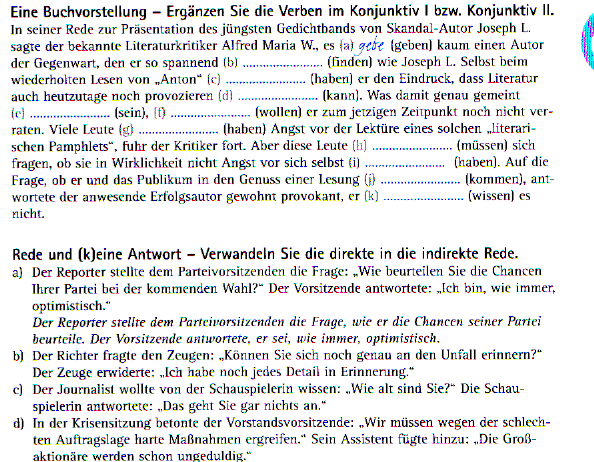 Eine Buchvorstellung – Ergänzen Sie die Verben im Konjunktiv I bzw. Konjunktiv II.
In seiner Rede zur Präsentation des jüngsten Gedichtbands von Skandal-Autor Joseph L.
sagte der bekannte Literaturkritiker Alfred Maria W., es (a) gebe (geben) kaum einen Autor
der Gegenwart, den er so spannend (b) ........................ (finden) wie Joseph L. Selbst beim
wiederholten Lesen von „Anton“ (c) ........................ (haben) er den Eindruck, dass Literatur
auch heutzutage noch provozieren (d) ........................ (kann). Was damit genau gemeint
(e) ........................ (sein), (f) ........................ (wollen) er zum jetzigen Zeitpunkt noch nicht ver-
raten. Viele Leute (g) ........................ (haben) Angst vor der Lektüre eines solchen „literari-
schen Pamphlets“, fuhr der Kritiker fort. Aber diese Leute (h) ........................ (müssen) sich
fragen, ob sie in Wirklichkeit nicht Angst vor sich selbst (i) ........................ (haben). Auf die
Frage, ob er und das Publikum in den Genuss einer Lesung (j) ........................ (kommen), ant-
wortete der anwesende Erfolgsautor gewohnt provokant, er (k) ........................ (wissen) es
nicht.
Rede und (k)eine Antwort – Verwandeln Sie die direkte in die indirekte Rede.
a) Der Reporter stellte dem Parteivorsitzenden die Frage: „Wie beurteilen Sie die Chancen
Ihrer Partei bei der kommenden Wahl?“ Der Vorsitzende antwortete: „Ich bin, wie immer,
optimistisch.“
Der Reporter stellte dem Parteivorsitzenden die Frage, wie er die Chancen seiner Partei
beurteile. Der Vorsitzende antwortete, er sei, wie immer, optimistisch.
b) Der Richter fragte den Zeugen: „Können Sie sich noch genau an den Unfall erinnern?“
Der Zeuge erwiderte: „Ich habe noch jedes Detail in Erinnerung.“
c) Der Journalist wollte von der Schauspielerin wissen: „Wie alt sind Sie?“ Die Schau-
spielerin antwortete: „Das geht Sie gar nichts an.“
d) In der Krisensitzung betonte der Vorstandsvorsitzende: „Wir müssen wegen der schlech-
ten Auftragslage harte Maßnahmen ergreifen.“ Sein Assistent fügte hinzu: „Die Groß-
aktionäre werden schon ungeduldig.“